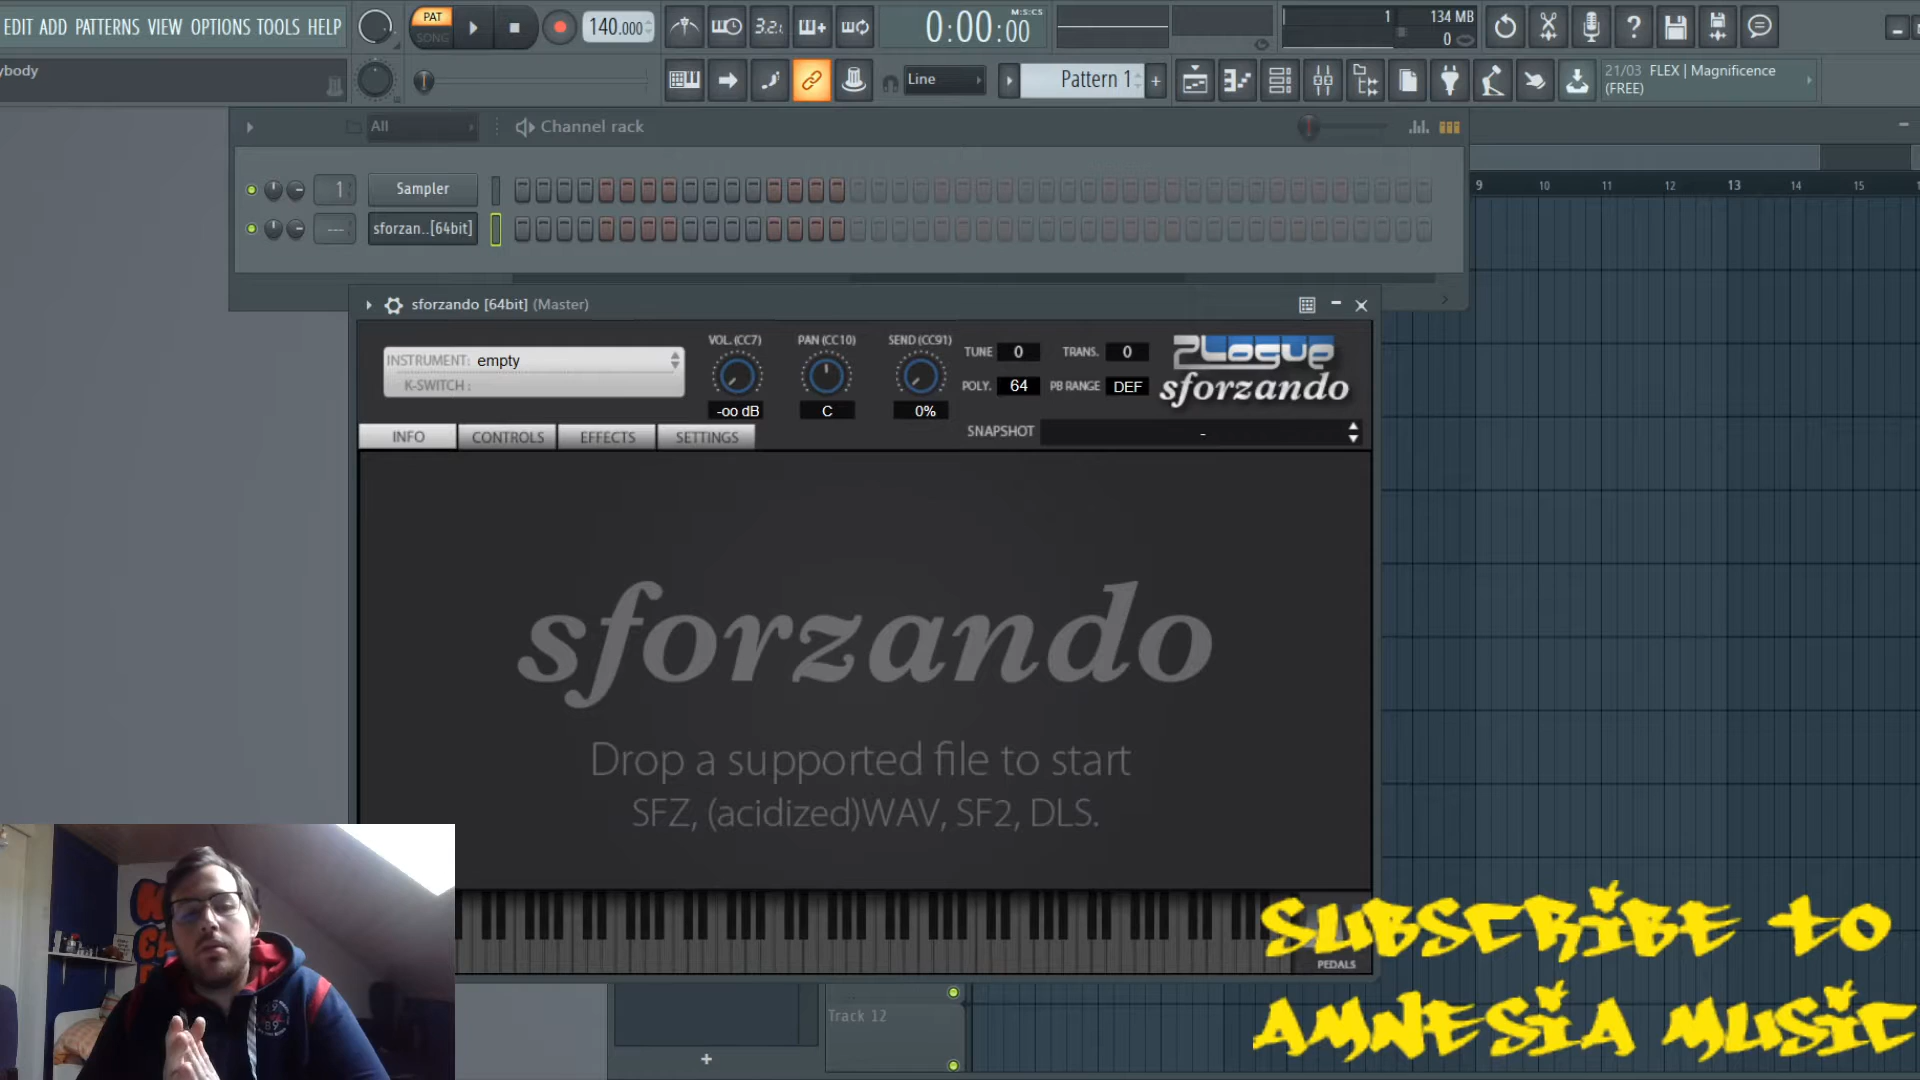 EDIT ADD PATTERNS VIEW OPTIONS TOOLS HELP
PAT
SONG
140.000
3.2
0:00:00
M:S:CS
1
134 MB
0
ybody
Line
Pattern 1
+
21/03 FLEX | Magnificence
(FREE)
All
Channel rack
1 Sampler
--- sforzan..[64bit]
9 10 11 12 13 14 15
sforzando [64bit] (Master)
INSTRUMENT: empty
K-SWITCH :
VOL. (CC7)
-oo dB
PAN (CC10)
C
SEND (CC91)
0%
TUNE 0
TRANS. 0
POLY. 64
PB RANGE DEF
Plogue
sforzando
INFO CONTROLS EFFECTS SETTINGS
SNAPSHOT -
sforzando
Drop a supported file to start
SFZ, (acidized)WAV, SF2, DLS.
PEDALS
Track 12
+
SUBSCRIBE TO
AMNESIA MUSIC